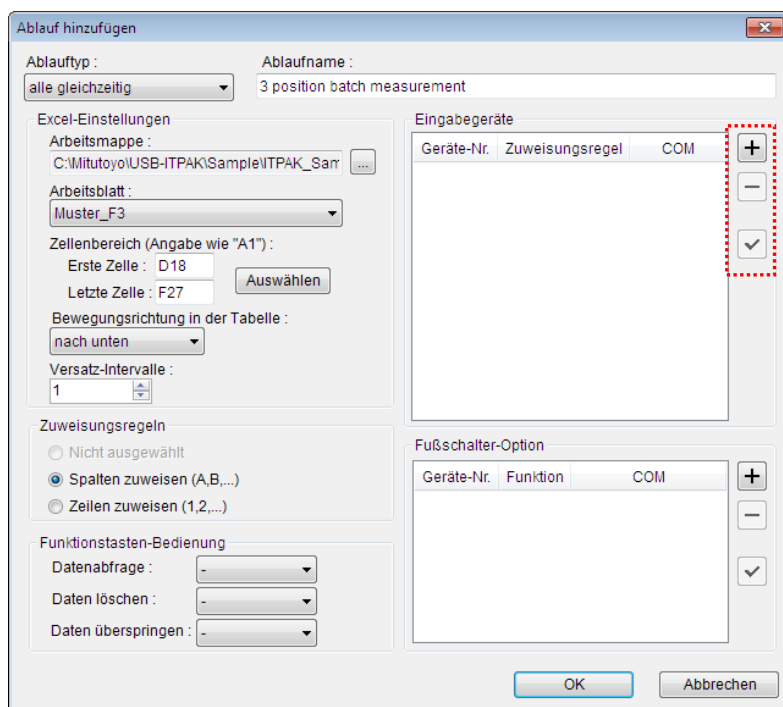 Ablauf hinzufügen
Ablauftyp :
alle gleichzeitig
Ablaufname :
3 position batch measurement
Excel-Einstellungen
Arbeitsmappe :
C:\Mitutoyo\USB-ITPAK\Sample\ITPAK_Sam
...
Arbeitsblatt :
Muster_F3
Zellenbereich (Angabe wie "A1") :
Erste Zelle : D18
Letzte Zelle : F27
Auswählen
Bewegungsrichtung in der Tabelle :
nach unten
Versatz-Intervalle :
1
Zuweisungsregeln
Nicht ausgewählt
Spalten zuweisen (A,B,...)
Zeilen zuweisen (1,2,...)
Funktionstasten-Bedienung
Datenabfrage : -
Daten löschen : -
Daten überspringen : -
Eingabegeräte
Geräte-Nr. Zuweisungsregel COM
Fußschalter-Option
Geräte-Nr. Funktion COM
OK Abbrechen